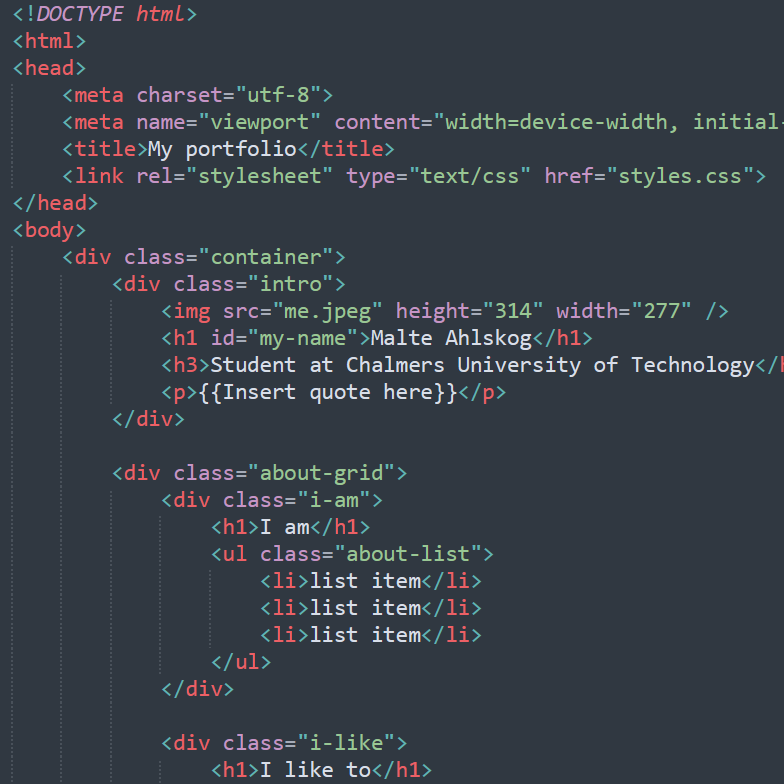 <!DOCTYPE html>
<html>
<head>
    <meta charset="utf-8">
    <meta name="viewport" content="width=device-width, initial-
    <title>My portfolio</title>
    <link rel="stylesheet" type="text/css" href="styles.css">
</head>
<body>
    <div class="container">
        <div class="intro">
            <img src="me.jpeg" height="314" width="277" />
            <h1 id="my-name">Malte Ahlskog</h1>
            <h3>Student at Chalmers University of Technology</h
            <p>{{Insert quote here}}</p>
        </div>

        <div class="about-grid">
            <div class="i-am">
                <h1>I am</h1>
                <ul class="about-list">
                    <li>list item</li>
                    <li>list item</li>
                    <li>list item</li>
                </ul>
            </div>

            <div class="i-like">
                <h1>I like to</h1>